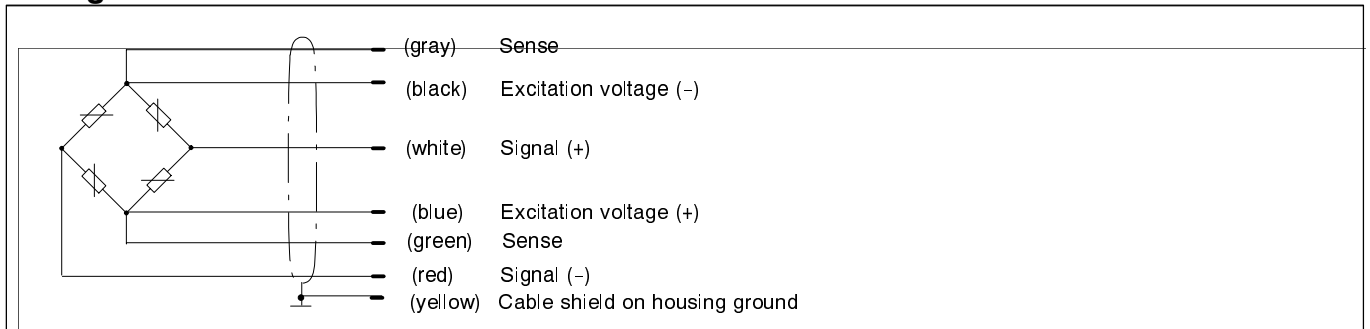 (gray) Sense
(black) Excitation voltage (−)
(white) Signal (+)
(blue) Excitation voltage (+)
(green) Sense
(red) Signal (−)
(yellow) Cable shield on housing ground